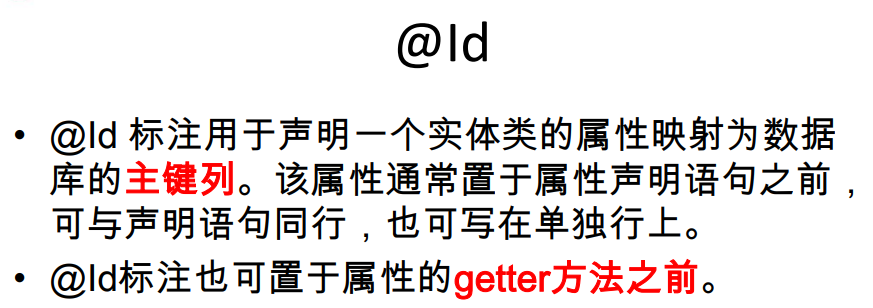 @Id
• @Id 标注用于声明一个实体类的属性映射为数据
库的主键列。该属性通常置于属性声明语句之前，
可与声明语句同行，也可写在单独行上。
• @Id标注也可置于属性的getter方法之前。